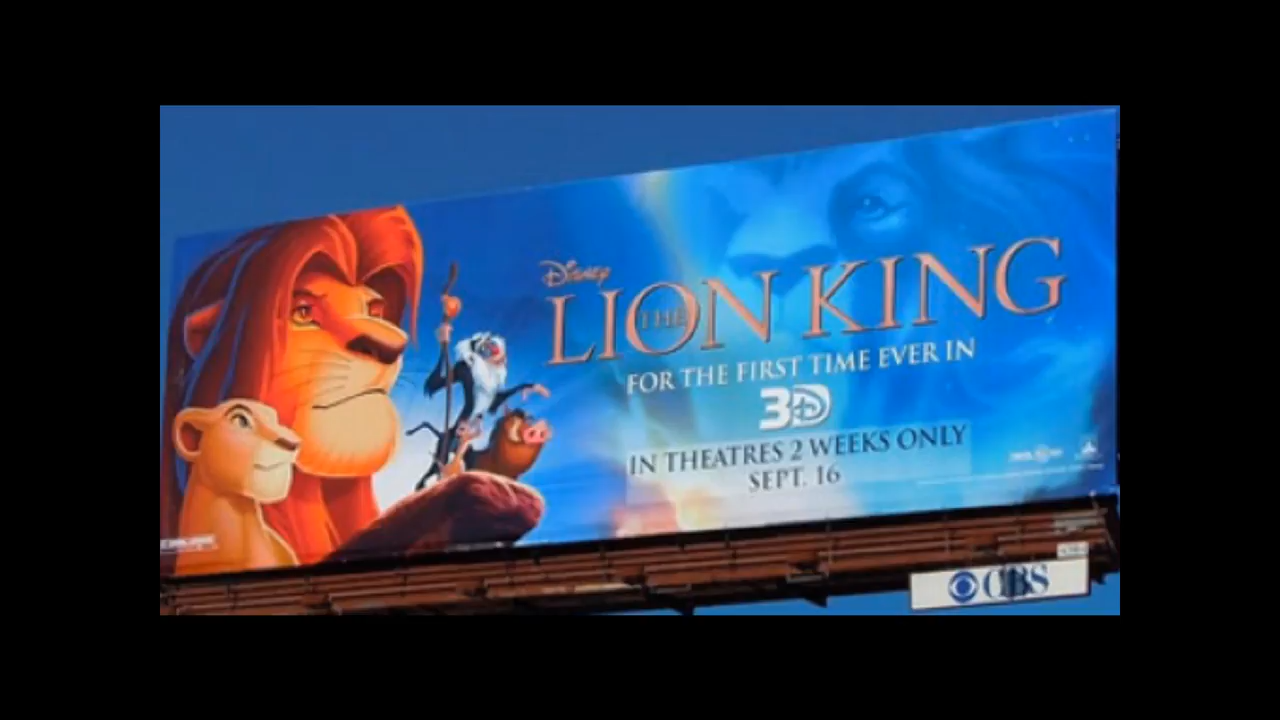 Disney
THE
LION KING
FOR THE FIRST TIME EVER IN
3D
IN THEATRES 2 WEEKS ONLY
SEPT. 16
CBS